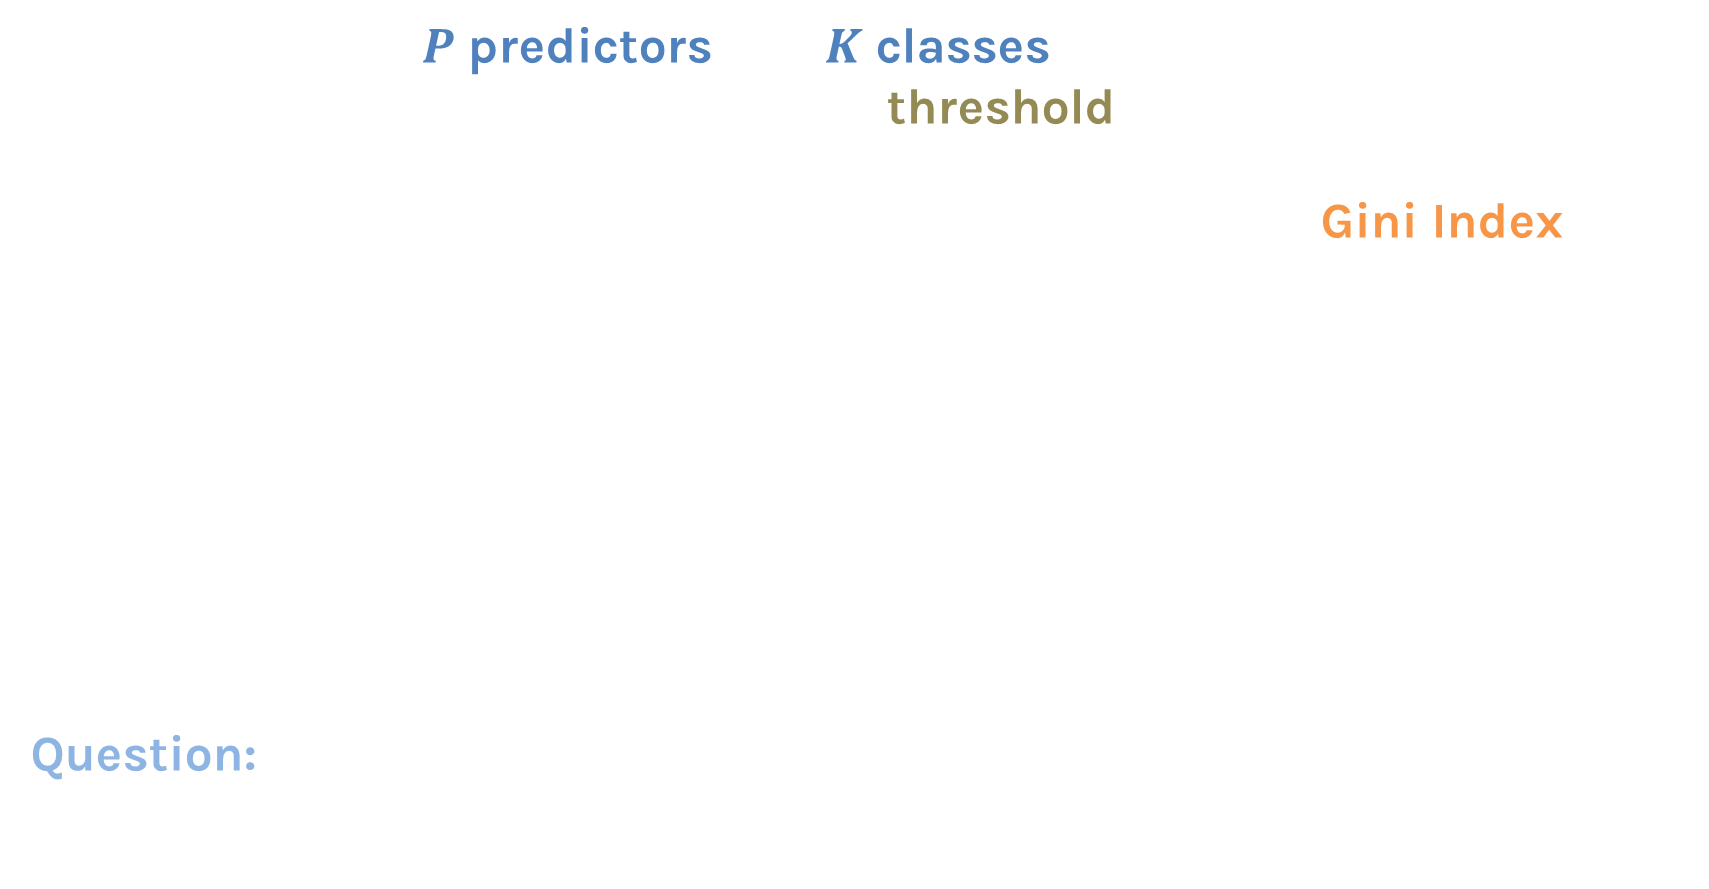 P predictors K classes
threshold
Gini Index
Question: